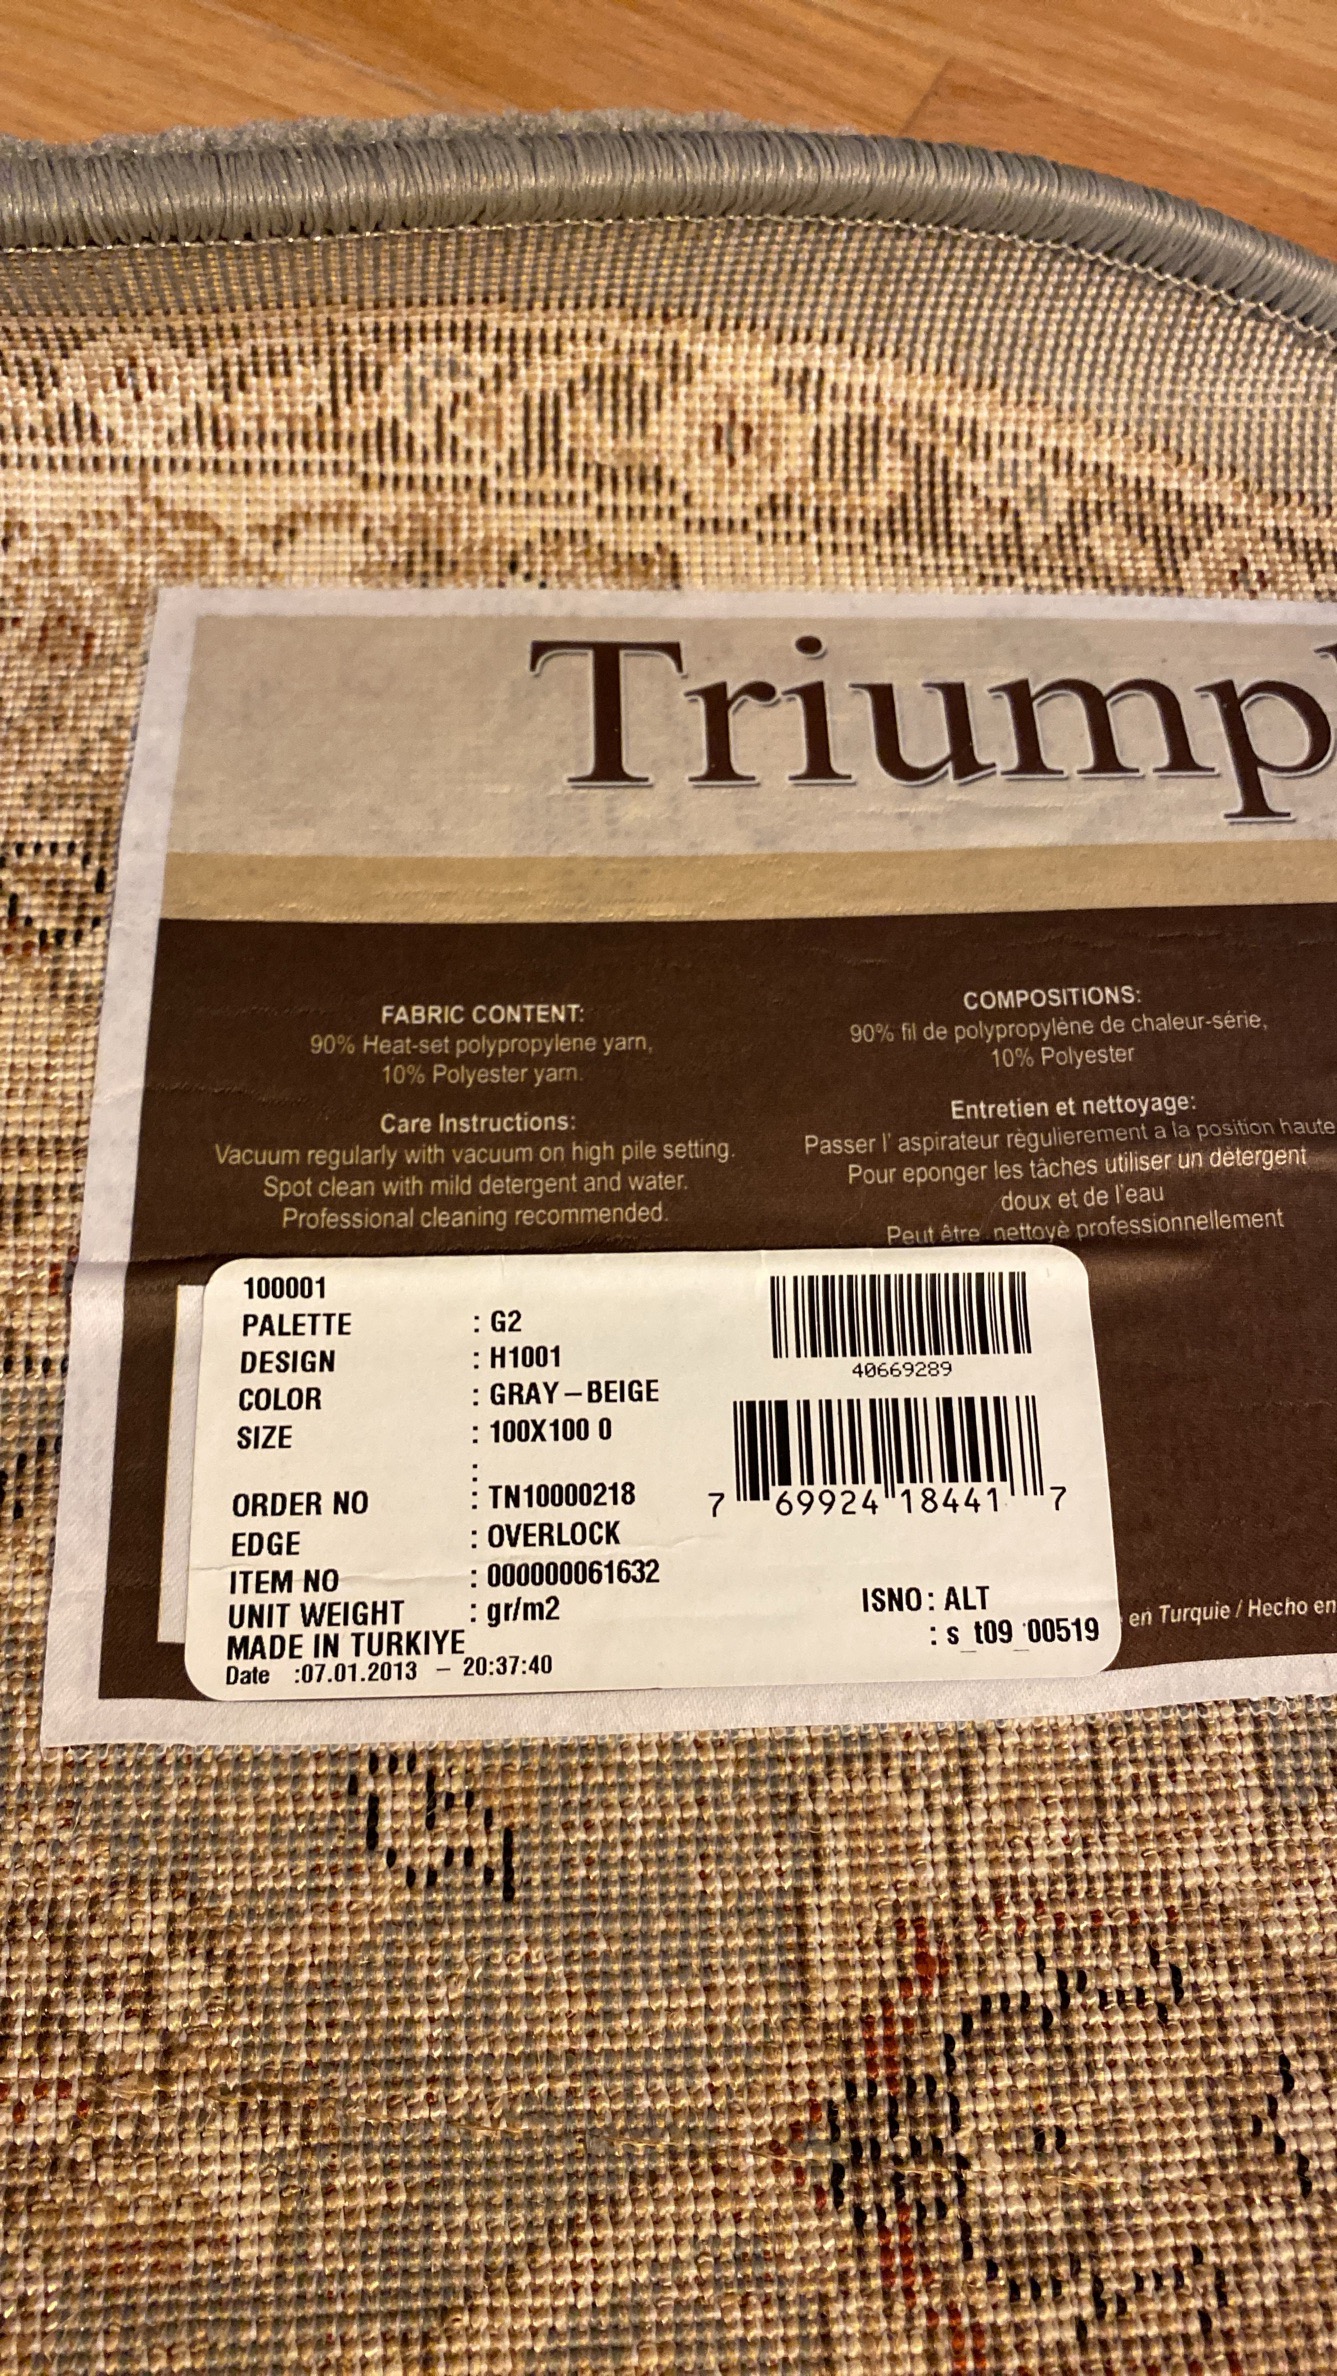 Triump
FABRIC CONTENT:
90% Heat-set polypropylene yarn,
10% Polyester yarn.
Care Instructions:
Vacuum regularly with vacuum on high pile setting.
Spot clean with mild detergent and water.
Professional cleaning recommended.
COMPOSITIONS:
90% fil de polypropylène de chaleur-série,
10% Polyester
Entretien et nettoyage:
Passer l' aspirateur règulierement a la position haute
Pour eponger les tâches utiliser un dètergent
doux et de l'eau
Peut être nettoyè professionnellement
100001
PALETTE : G2
DESIGN : H1001
COLOR : GRAY-BEIGE
SIZE : 100X100 0
:
ORDER NO : TN10000218
EDGE : OVERLOCK
ITEM NO : 000000061632
UNIT WEIGHT : gr/m2
MADE IN TURKIYE
Date :07.01.2013 - 20:37:40
40669289
7 69924 18441 7
ISNO : ALT
: s_t09_00519
en Turquie / Hecho en